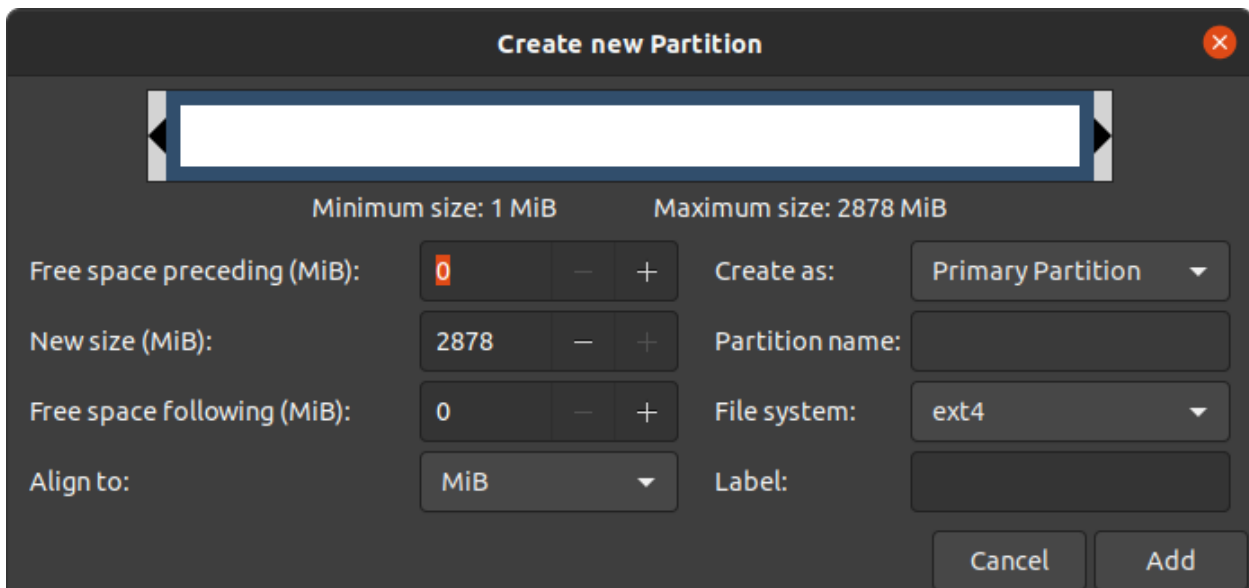 Create new Partition
Minimum size: 1 MiB Maximum size: 2878 MiB
Free space preceding (MiB): 0 − + Create as: Primary Partition
New size (MiB): 2878 − + Partition name:
Free space following (MiB): 0 − + File system: ext4
Align to: MiB Label:
Cancel Add